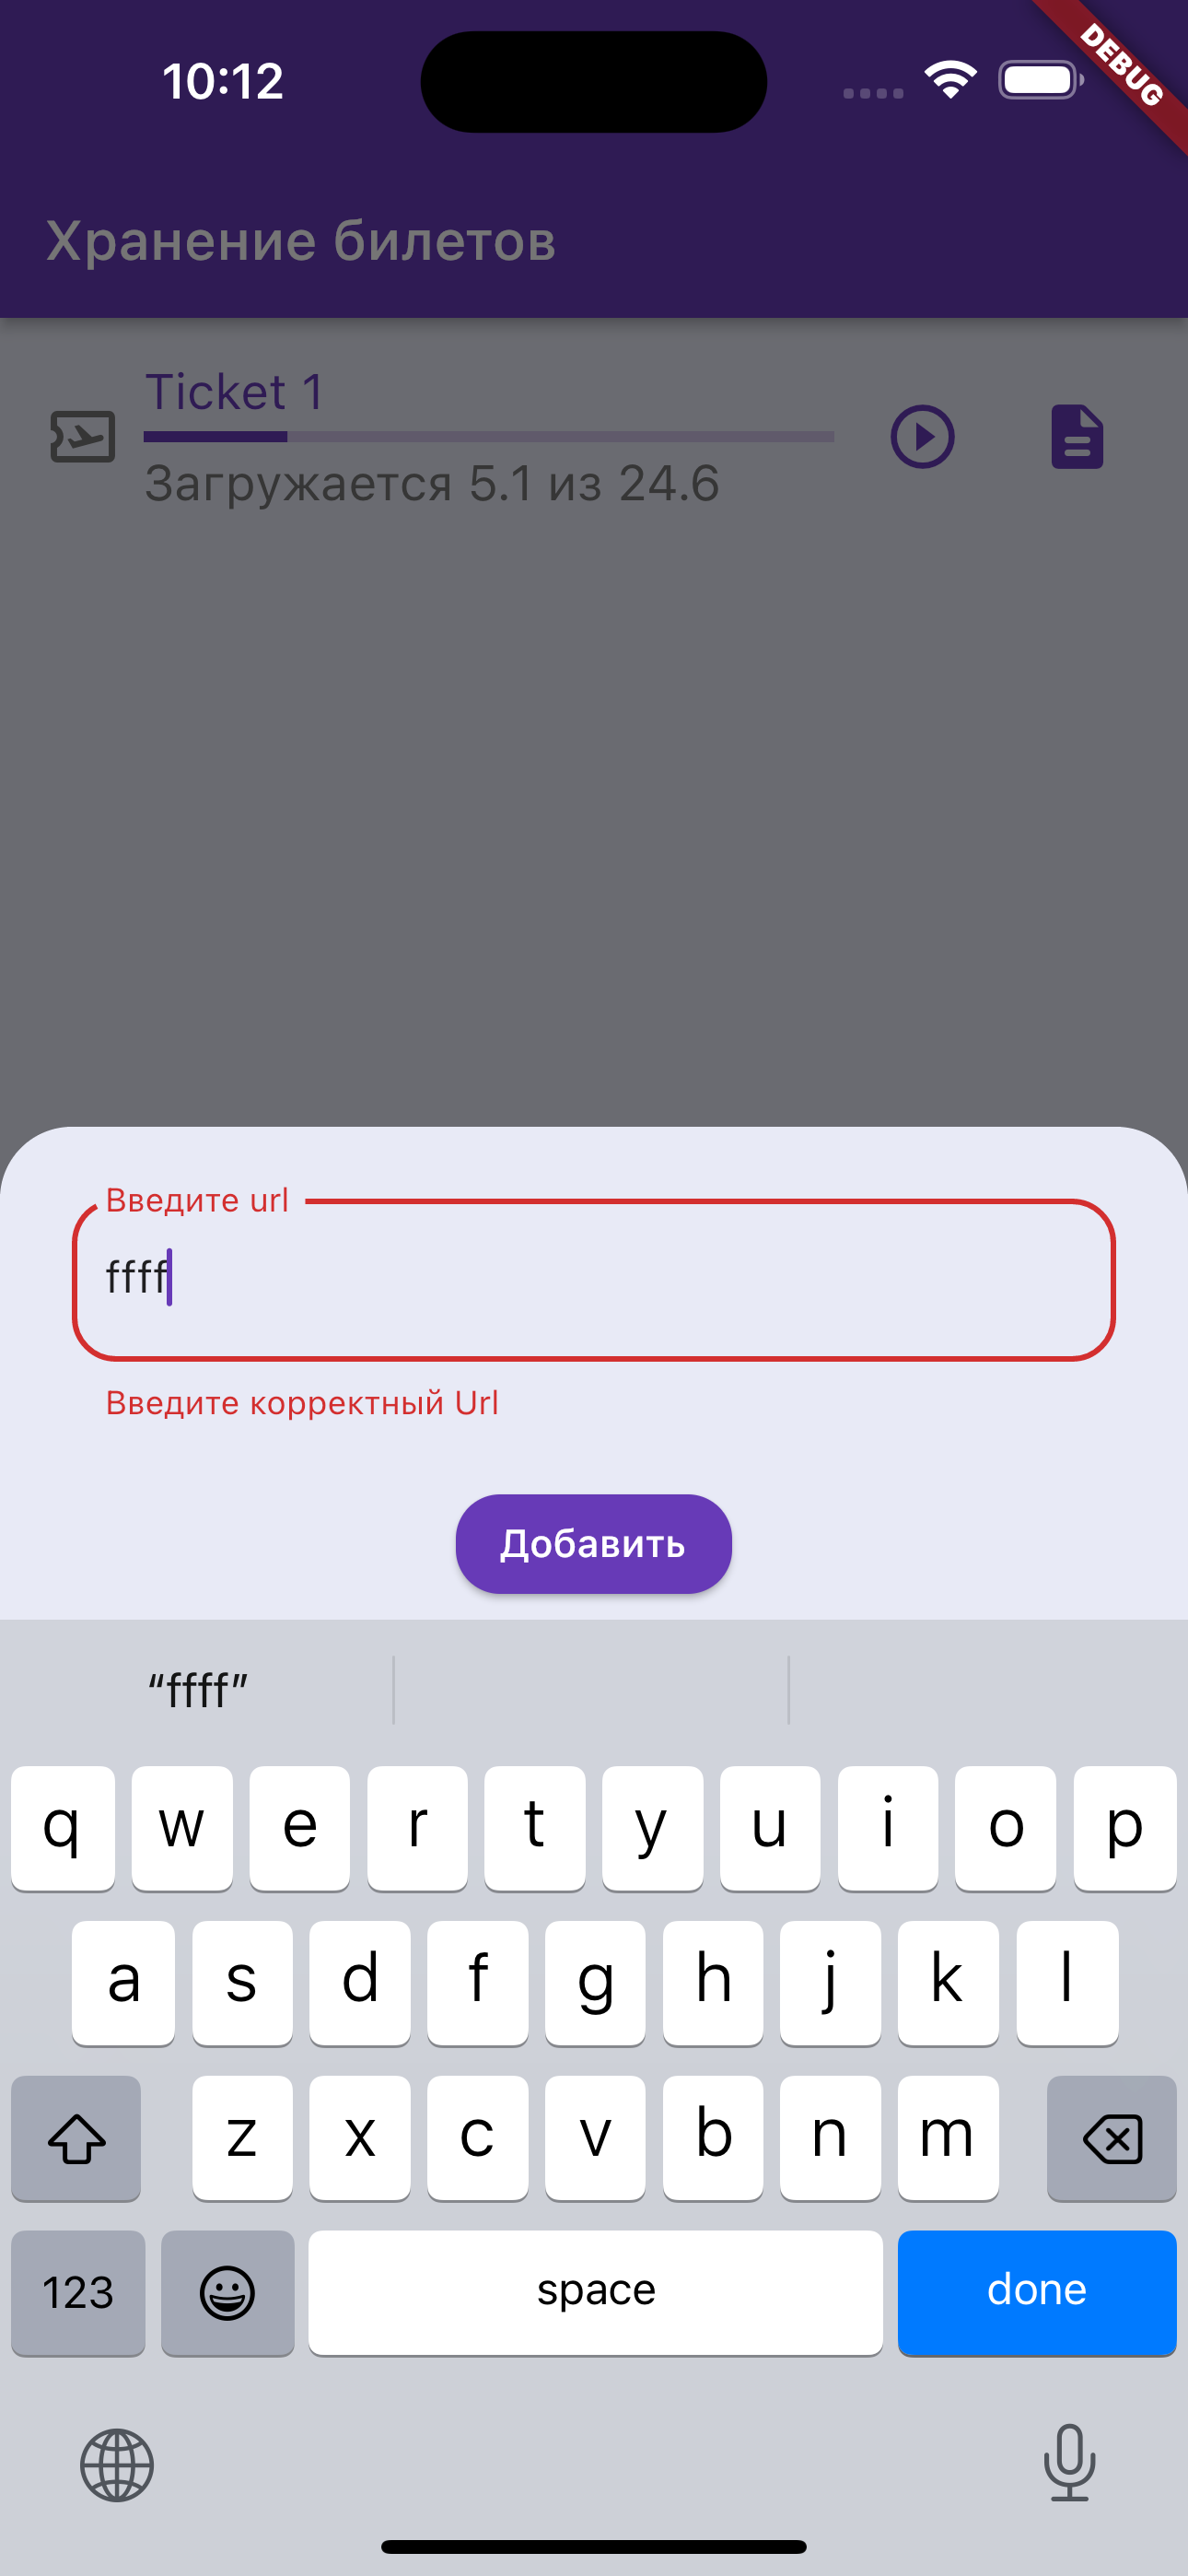 10:12
DEBUG
Хранение билетов
Ticket 1
Загружается 5.1 из 24.6
Введите url
ffff
Введите корректный Url
Добавить
“ffff”
q w e r t y u i o p
a s d f g h j k l
z x c v b n m
123 space done